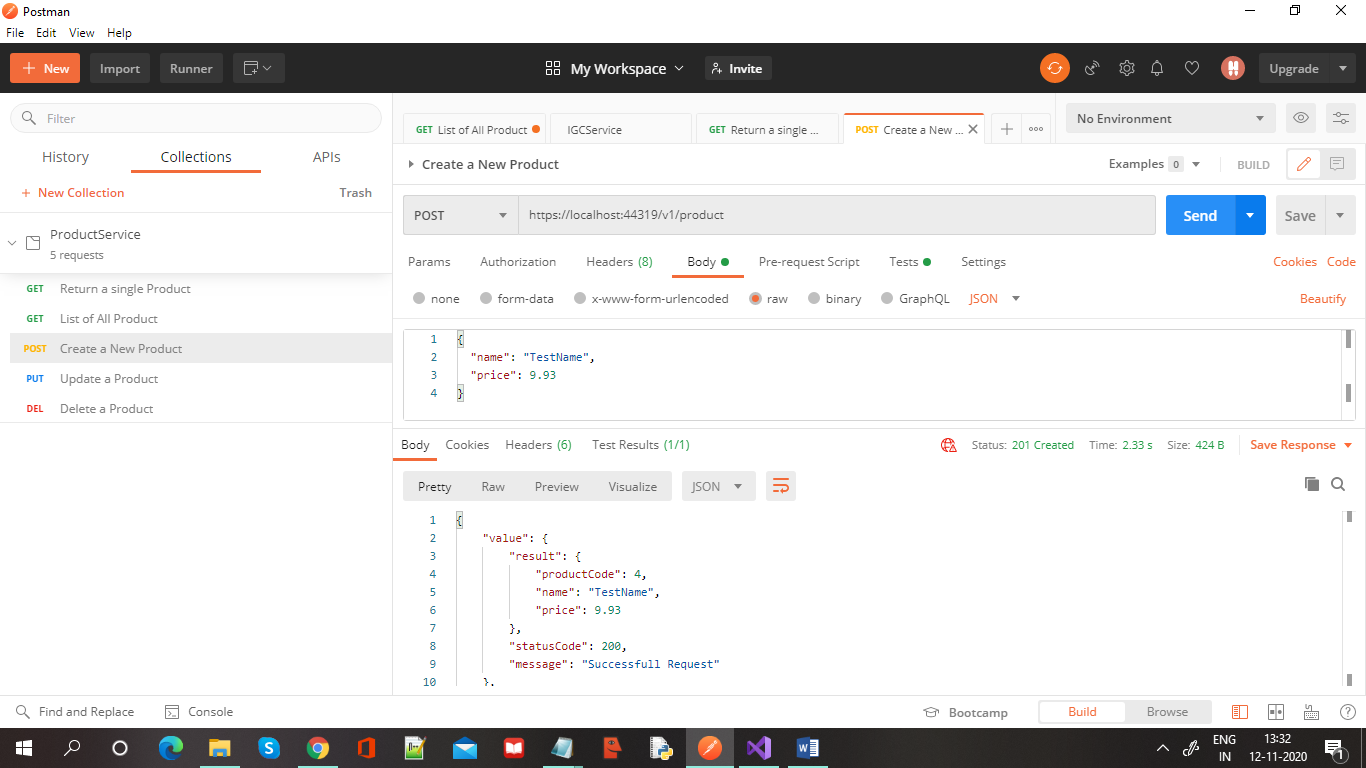 Postman
File Edit View Help
+ New Import Runner My Workspace Invite Upgrade
Filter
History Collections APIs
+ New Collection Trash
ProductService
5 requests
GET Return a single Product
GET List of All Product
POST Create a New Product
PUT Update a Product
DEL Delete a Product
GET List of All Product IGCService GET Return a single ... POST Create a New ... No Environment
Create a New Product Examples 0 BUILD
POST https://localhost:44319/v1/product Send Save
Params Authorization Headers (8) Body Pre-request Script Tests Settings Cookies Code
none form-data x-www-form-urlencoded raw binary GraphQL JSON Beautify
1 {
2 "name": "TestName",
3 "price": 9.93
4 }
Body Cookies Headers (6) Test Results (1/1) Status: 201 Created Time: 2.33 s Size: 424 B Save Response
Pretty Raw Preview Visualize JSON
1 {
2 "value": {
3 "result": {
4 "productCode": 4,
5 "name": "TestName",
6 "price": 9.93
7 },
8 "statusCode": 200,
9 "message": "Successfull Request"
10 },
Find and Replace Console Bootcamp Build Browse
ENG 13:32
IN 12-11-2020 1